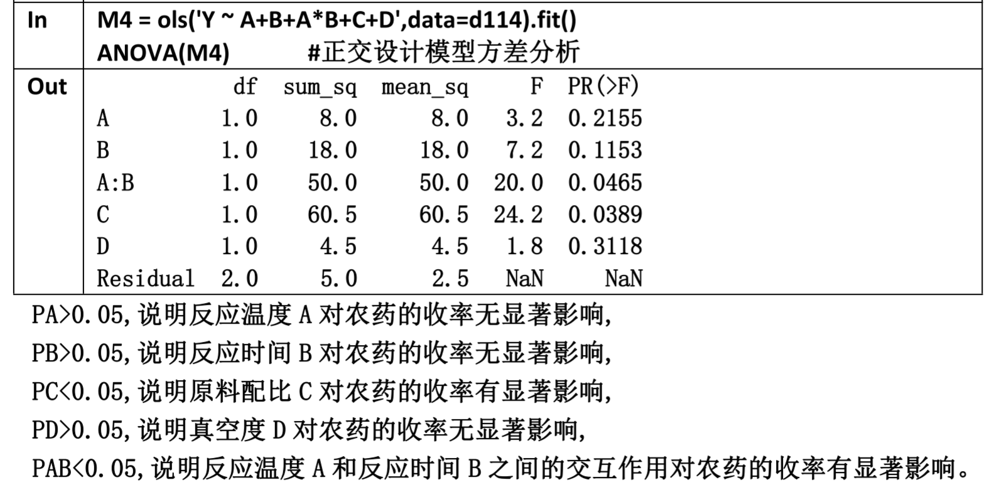 In M4 = ols('Y ~ A+B+A*B+C+D',data=d114).fit()
ANOVA(M4) #正交设计模型方差分析
Out df sum_sq mean_sq F PR(>F)
A 1.0 8.0 8.0 3.2 0.2155
B 1.0 18.0 18.0 7.2 0.1153
A:B 1.0 50.0 50.0 20.0 0.0465
C 1.0 60.5 60.5 24.2 0.0389
D 1.0 4.5 4.5 1.8 0.3118
Residual 2.0 5.0 2.5 NaN NaN
PA>0.05,说明反应温度 A 对农药的收率无显著影响,
PB>0.05,说明反应时间 B 对农药的收率无显著影响,
PC<0.05,说明原料配比 C 对农药的收率有显著影响,
PD>0.05,说明真空度 D 对农药的收率无显著影响,
PAB<0.05,说明反应温度 A 和反应时间 B 之间的交互作用对农药的收率有显著影响。